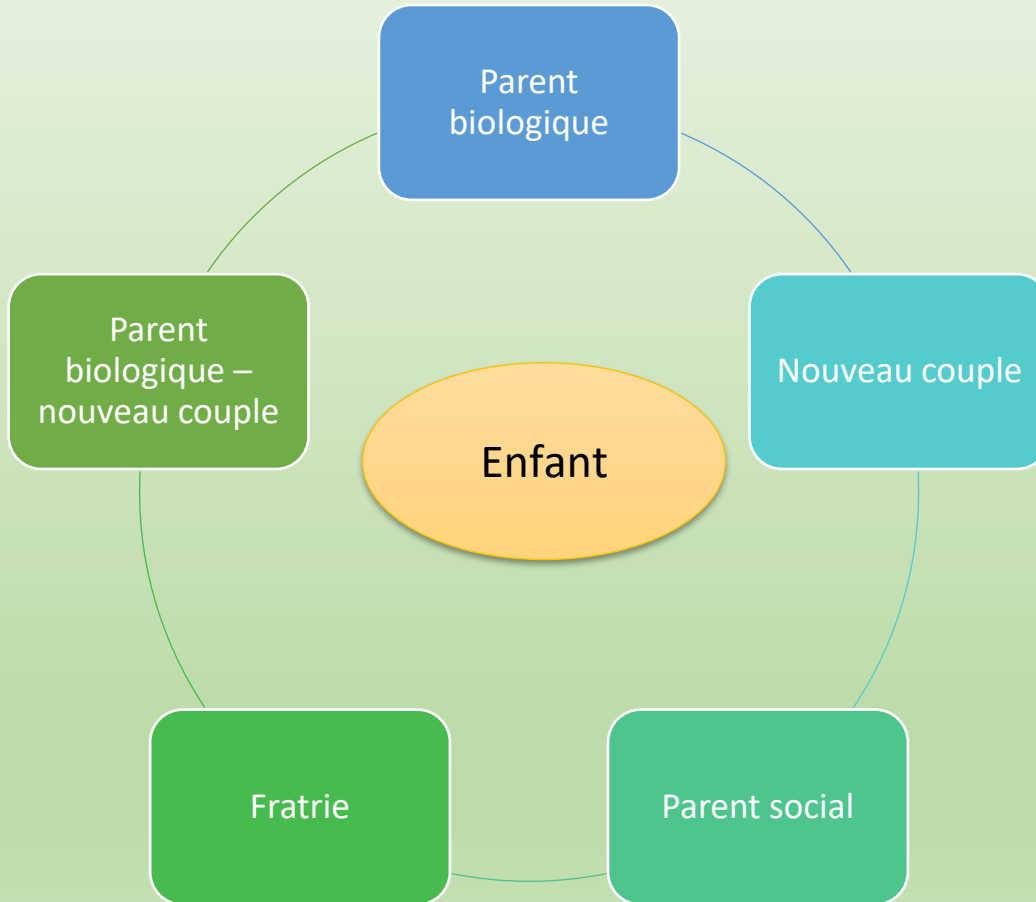 Parent
biologique
Parent
biologique –
nouveau couple
Nouveau couple
Enfant
Fratrie
Parent social